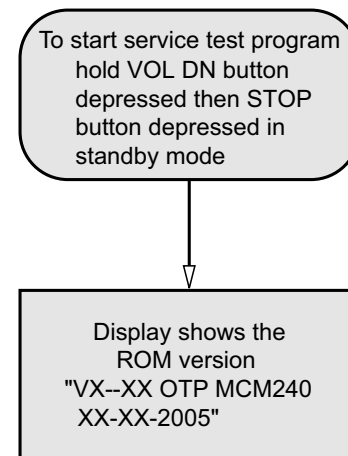 To start service test program
hold VOL DN button
depressed then STOP
button depressed in
standby mode
Display shows the
ROM version
"VX--XX OTP MCM240
XX-XX-2005"